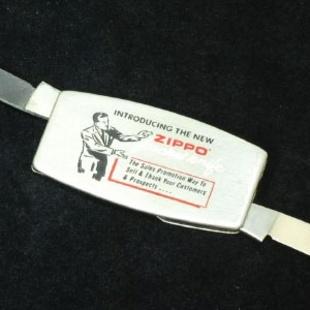 INTRODUCING THE NEW
ZIPPO
The Sales Promotion Way to
Sell & Thank Your Customers
& Prospects ....